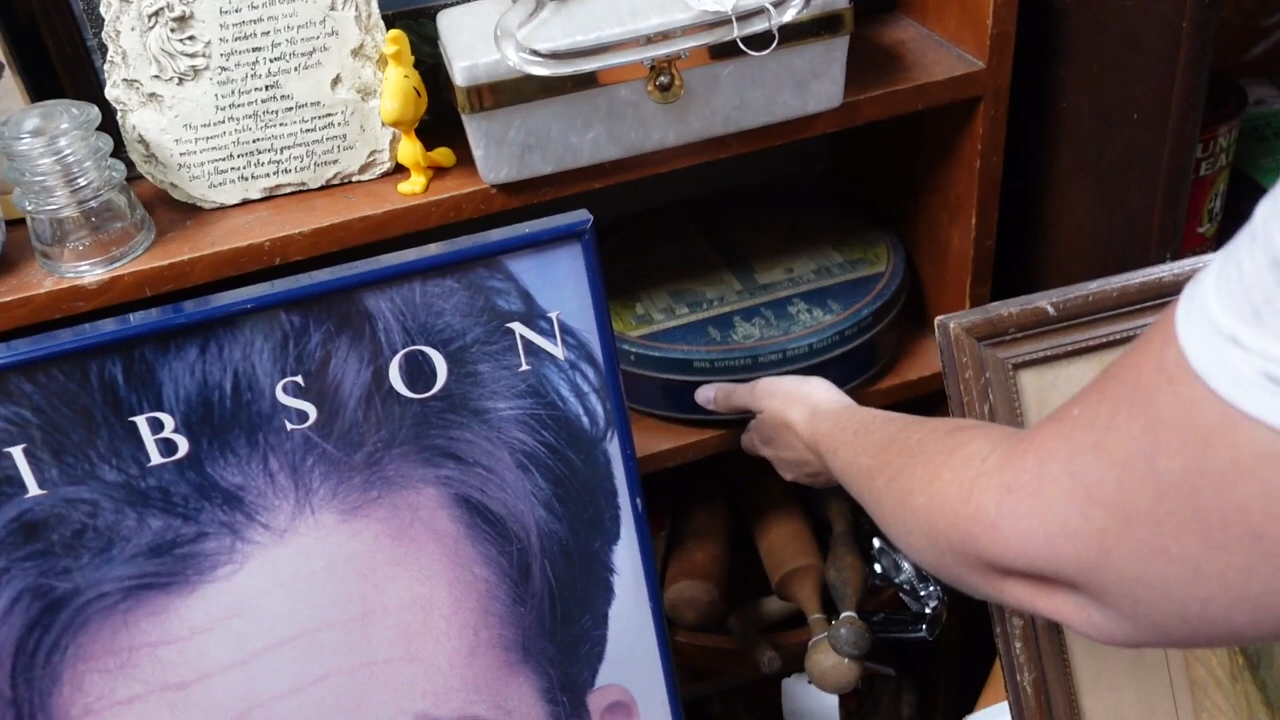 beside the still
He restoreth my soul:
He leadeth me in the paths of
righteousness for His name' sake
Yea, though I walk through the
valley of the shadow of death,
I will fear no evil:
For thou art with me;
Thy rod and thy staff, they comfort me,
Thou preparest a table, before me in the presence of
mine enemies: Thou anointest my head with oil:
My cup runneth over. Surely goodness and mercy
shall follow me all the days of my life, and I will
dwell in the house of the Lord forever.
IBSON
MRS. SOTHERN HOME MADE SWEETS NEW YORK
UN
EA